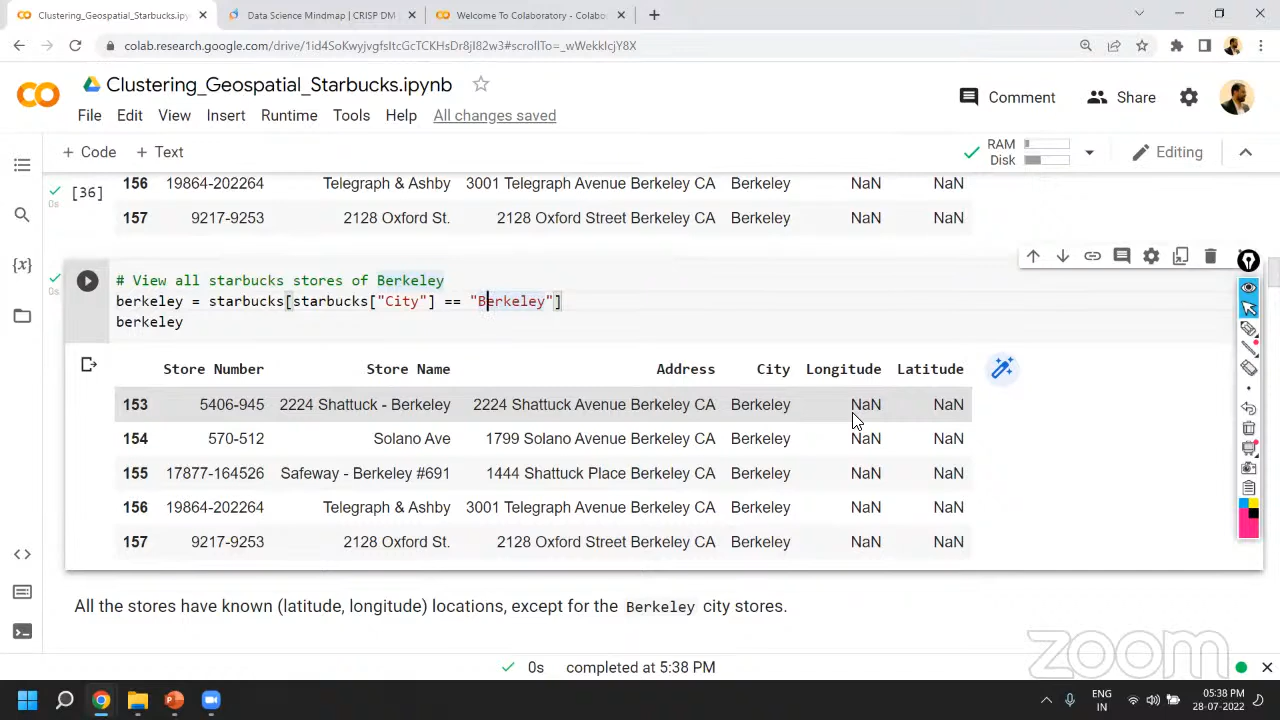 Clustering_Geospatial_Starbucks.ipyn
Data Science Mindmap | CRISP DM
Welcome To Colaboratory - Colabo
colab.research.google.com/drive/1id4SoKwyjvgfsItcGcTCKHsDr8jI82w3#scrollTo=_wWekkIcjY8X
Clustering_Geospatial_Starbucks.ipynb
File Edit View Insert Runtime Tools Help All changes saved
Comment Share
+ Code + Text
RAM
Disk
Editing
[36]
156 19864-202264 Telegraph & Ashby 3001 Telegraph Avenue Berkeley CA Berkeley NaN NaN
157 9217-9253 2128 Oxford St. 2128 Oxford Street Berkeley CA Berkeley NaN NaN
0s
{x}
0s
# View all starbucks stores of Berkeley
berkeley = starbucks[starbucks["City"] == "Berkeley"]
berkeley
Store Number Store Name Address City Longitude Latitude
153 5406-945 2224 Shattuck - Berkeley 2224 Shattuck Avenue Berkeley CA Berkeley NaN NaN
154 570-512 Solano Ave 1799 Solano Avenue Berkeley CA Berkeley NaN NaN
155 17877-164526 Safeway - Berkeley #691 1444 Shattuck Place Berkeley CA Berkeley NaN NaN
156 19864-202264 Telegraph & Ashby 3001 Telegraph Avenue Berkeley CA Berkeley NaN NaN
157 9217-9253 2128 Oxford St. 2128 Oxford Street Berkeley CA Berkeley NaN NaN
All the stores have known (latitude, longitude) locations, except for the Berkeley city stores.
zoom
0s completed at 5:38 PM
ENG
IN
05:38 PM
28-07-2022